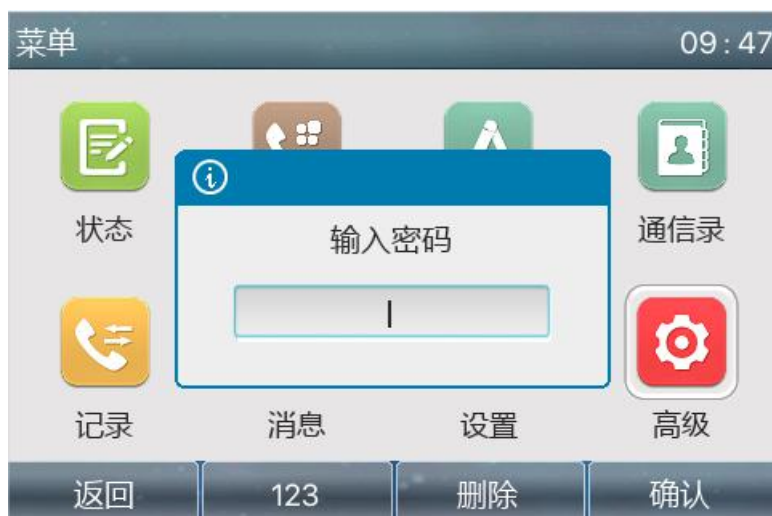 菜单 09:47
输入密码
状态 通信录
记录 消息 设置 高级
返回 123 删除 确认